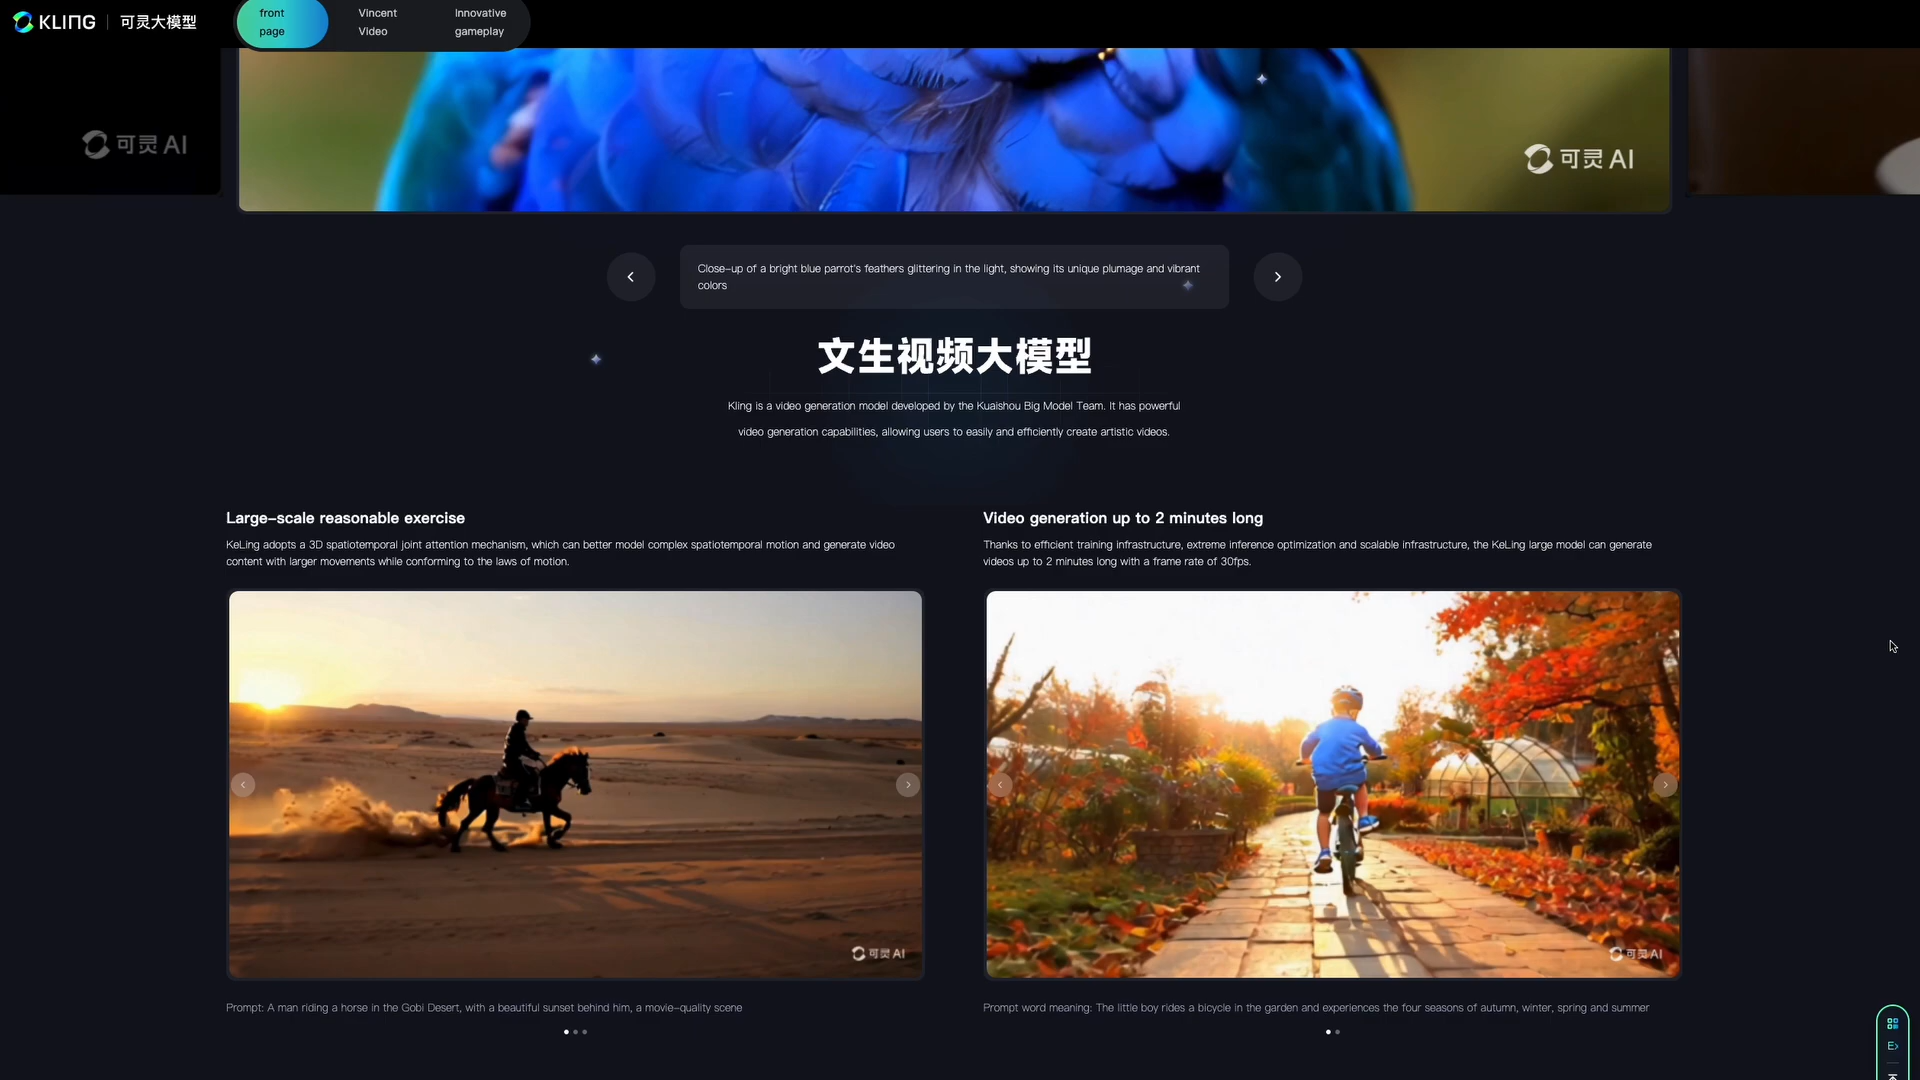 KLING 可灵大模型
front
page
Vincent
Video
Innovative
gameplay
可灵 AI
可灵 AI
Close-up of a bright blue parrot's feathers glittering in the light, showing its unique plumage and vibrant
colors
文生视频大模型
Kling is a video generation model developed by the Kuaishou Big Model Team. It has powerful
video generation capabilities, allowing users to easily and efficiently create artistic videos.
Large-scale reasonable exercise
KeLing adopts a 3D spatiotemporal joint attention mechanism, which can better model complex spatiotemporal motion and generate video
content with larger movements while conforming to the laws of motion.
可灵 AI
Prompt: A man riding a horse in the Gobi Desert, with a beautiful sunset behind him, a movie-quality scene
Video generation up to 2 minutes long
Thanks to efficient training infrastructure, extreme inference optimization and scalable infrastructure, the KeLing large model can generate
videos up to 2 minutes long with a frame rate of 30fps.
可灵 AI
Prompt word meaning: The little boy rides a bicycle in the garden and experiences the four seasons of autumn, winter, spring and summer